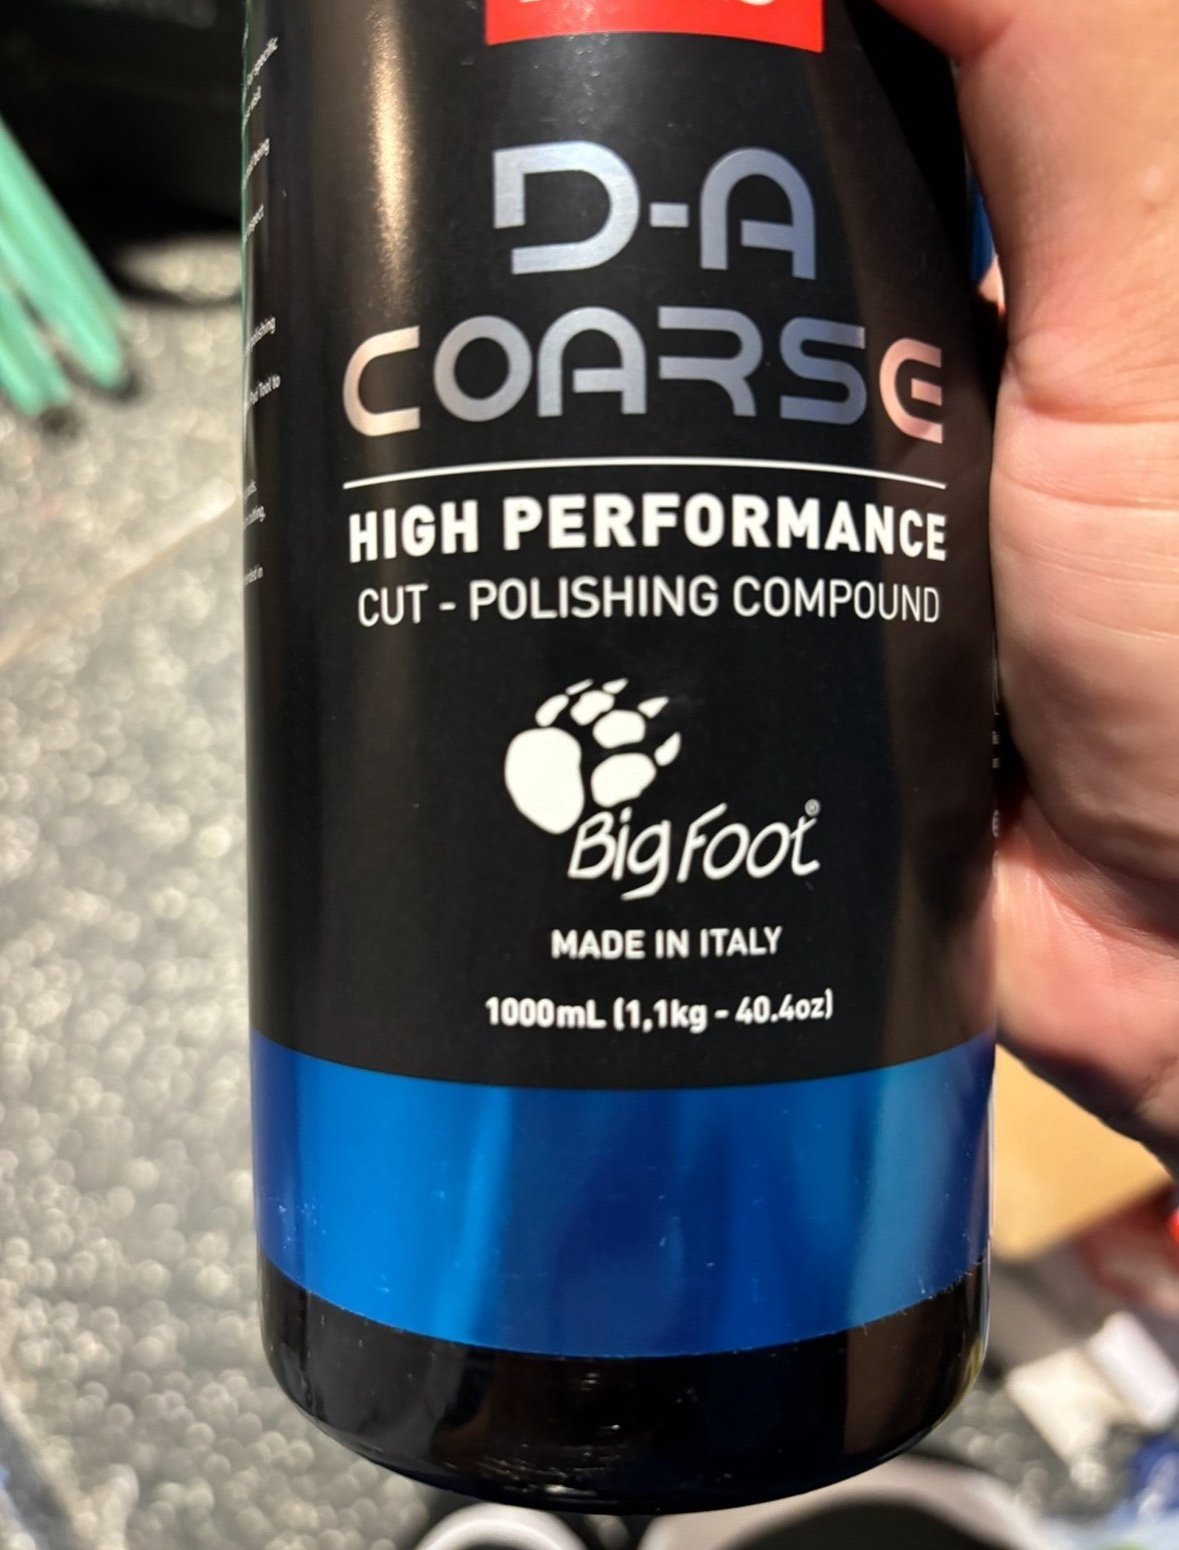 D-A
COARSE
HIGH PERFORMANCE
CUT - POLISHING COMPOUND
BigFoot®
MADE IN ITALY
1000mL (1,1kg - 40.4oz)